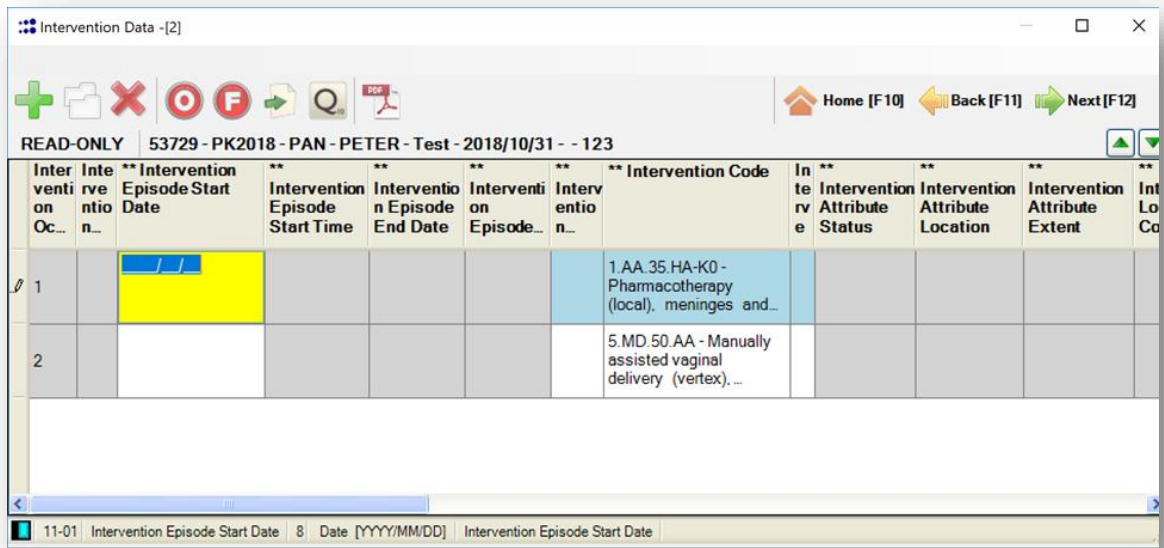 Intervention Data -[2]
O F Q 10 PDF
Home [F10] Back [F11] Next [F12]
READ-ONLY 53729 - PK2018 - PAN - PETER - Test - 2018/10/31 - - 123
Inter
venti
on
Oc...
Inte
rve
ntio
n...
** Intervention
Episode Start
Date
**
Intervention
Episode
Start Time
**
Interventio
n Episode
End Date
**
Interventi
on
Episode...
**
Interv
entio
n...
** Intervention Code
In
te
rv
e
**
Intervention
Attribute
Status
**
Intervention
Attribute
Location
**
Intervention
Attribute
Extent
**
Int
Lo
Co
1
____/__/__
1.AA.35.HA-K0 -
Pharmacotherapy
(local), meninges and...
2
5.MD.50.AA - Manually
assisted vaginal
delivery (vertex), ...
11-01 Intervention Episode Start Date 8 Date [YYYY/MM/DD] Intervention Episode Start Date